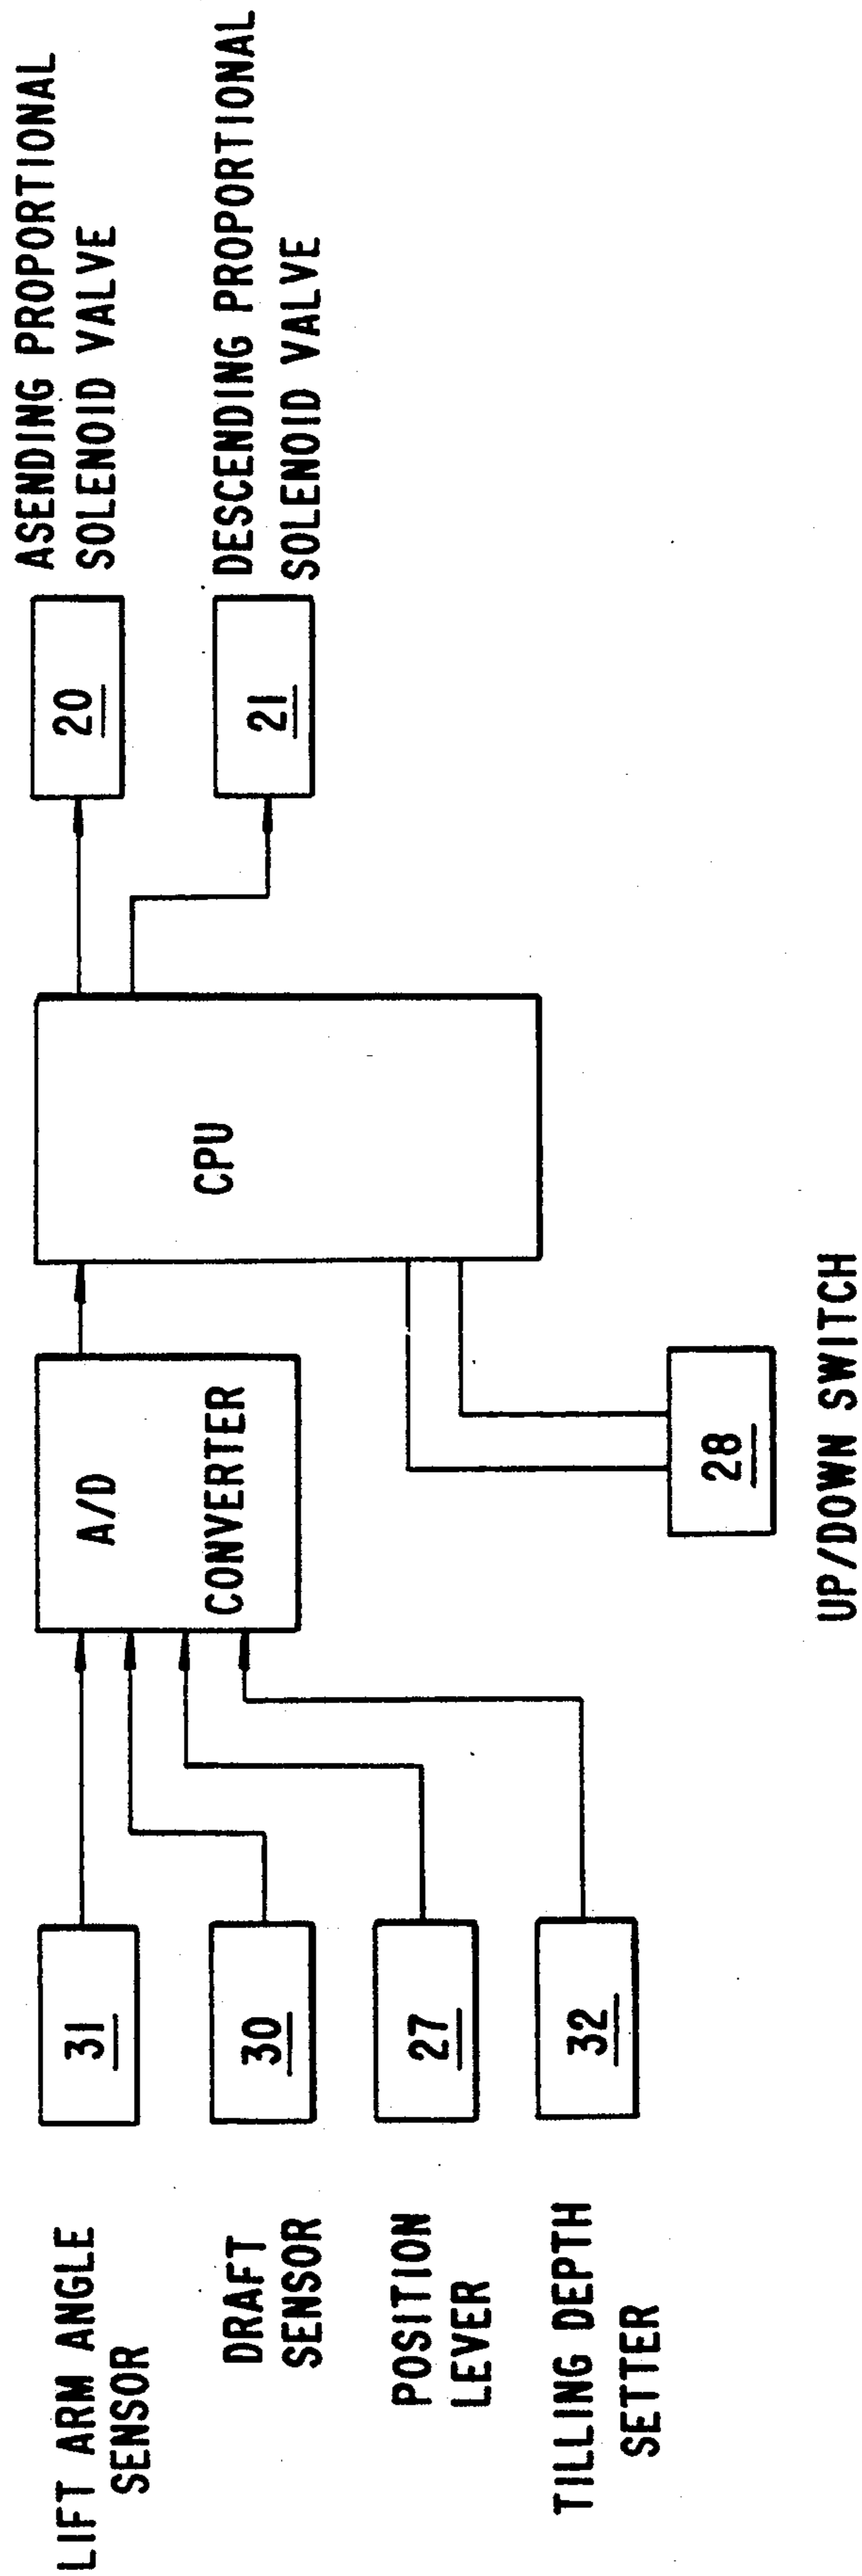 LIFT ARM ANGLE
SENSOR
31
DRAFT
SENSOR
30
POSITION
LEVER
27
TILLING DEPTH
SETTER
32
A/D
CONVERTER
CPU
28
UP/DOWN SWITCH
20
ASENDING PROPORTIONAL
SOLENOID VALVE
21
DESCENDING PROPORTIONAL
SOLENOID VALVE